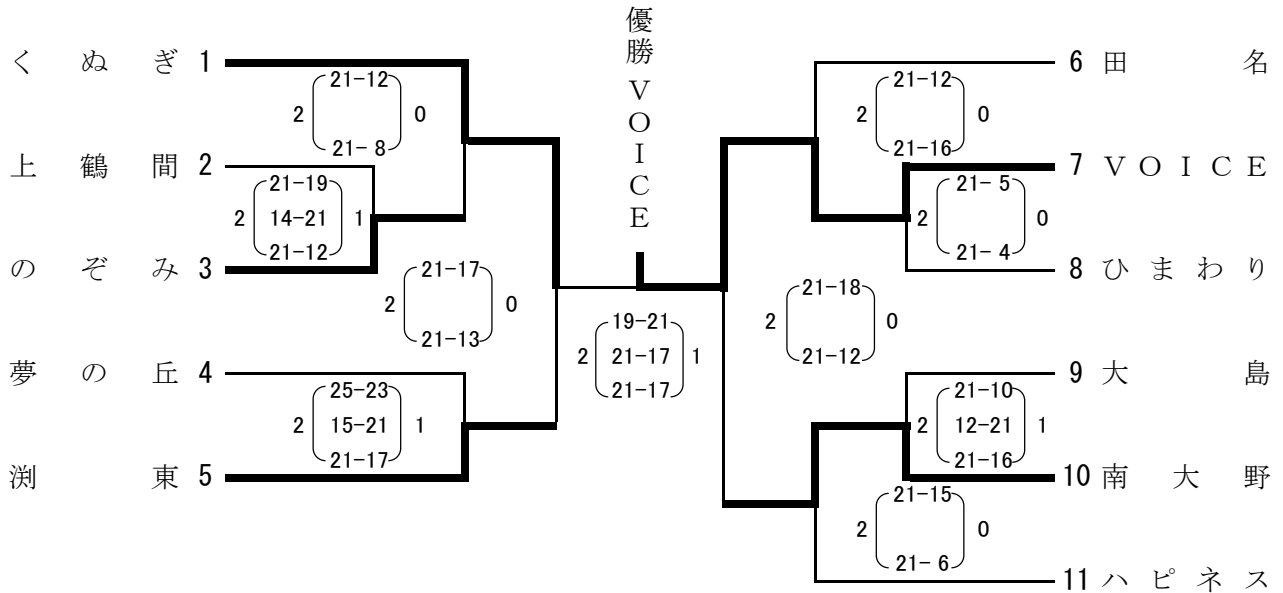 優勝 VOICE
くぬぎ 1
21-12
2 0
21- 8
上鶴間 2
21-19
2 14-21 1
21-12
のぞみ 3
21-17
2 0
21-13
夢の丘 4
25-23
2 15-21 1
21-17
渕東 5
19-21
2 21-17 1
21-17
6 田名
21-12
2 0
21-16
7 VOICE
21- 5
2 0
21- 4
8 ひまわり
21-18
2 0
21-12
9 大島
21-10
2 12-21 1
21-16
10 南大野
21-15
2 0
21- 6
11 ハピネス